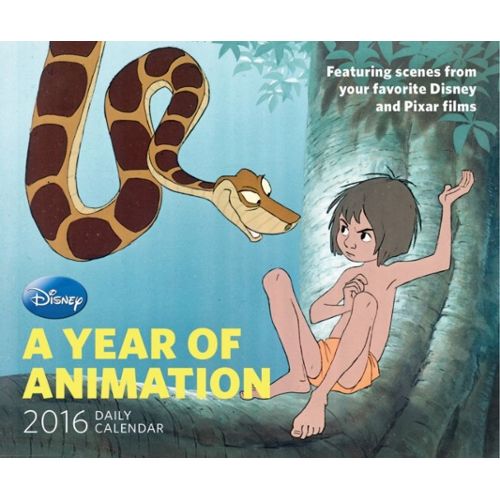 Featuring scenes from
your favorite Disney
and Pixar films
Disney
A YEAR OF
ANIMATION
2016 DAILY
CALENDAR